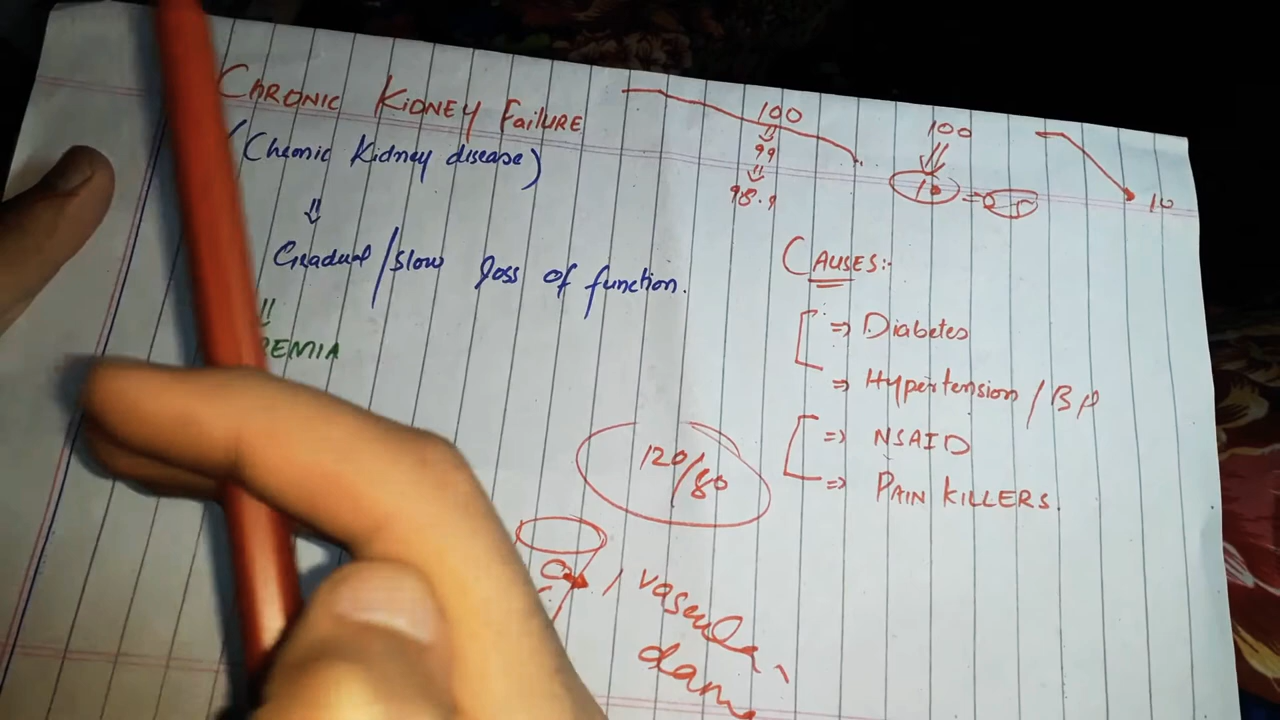 CHRONIC KIDNEY FAILURE
(Chronic Kidney disease)
⇓
Gradual/slow loss of function.
⇓
EMIA
100
⇓
99
⇓
98.9
100
10
10
CAUSES:-
⇒ Diabetes
⇒ Hypertension / BP
⇒ NSAID
⇒ PAIN KILLERS
120/80
vascular
dam